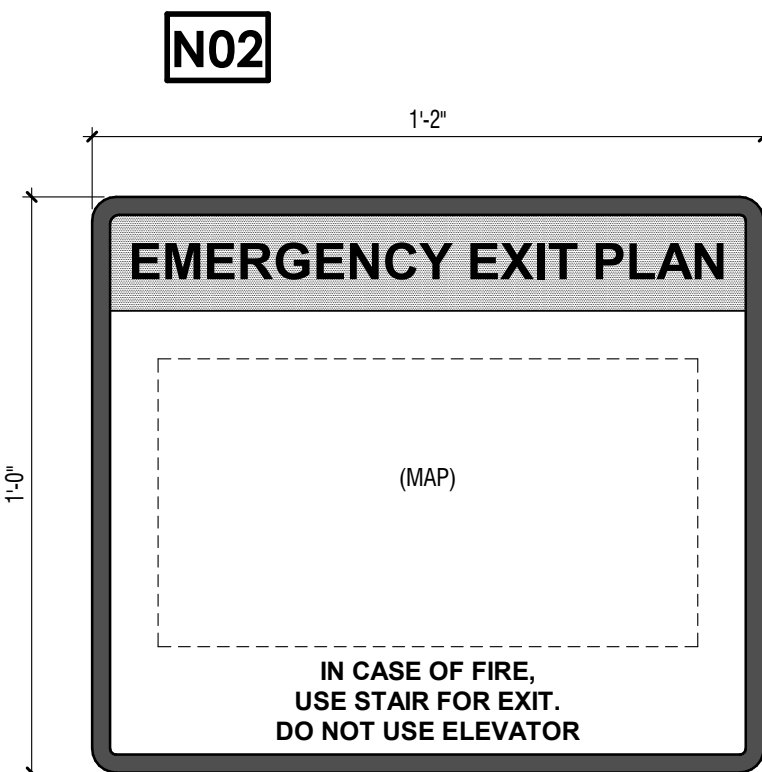 N02
1'-2"
EMERGENCY EXIT PLAN
1'-0"
(MAP)
IN CASE OF FIRE,
USE STAIR FOR EXIT.
DO NOT USE ELEVATOR